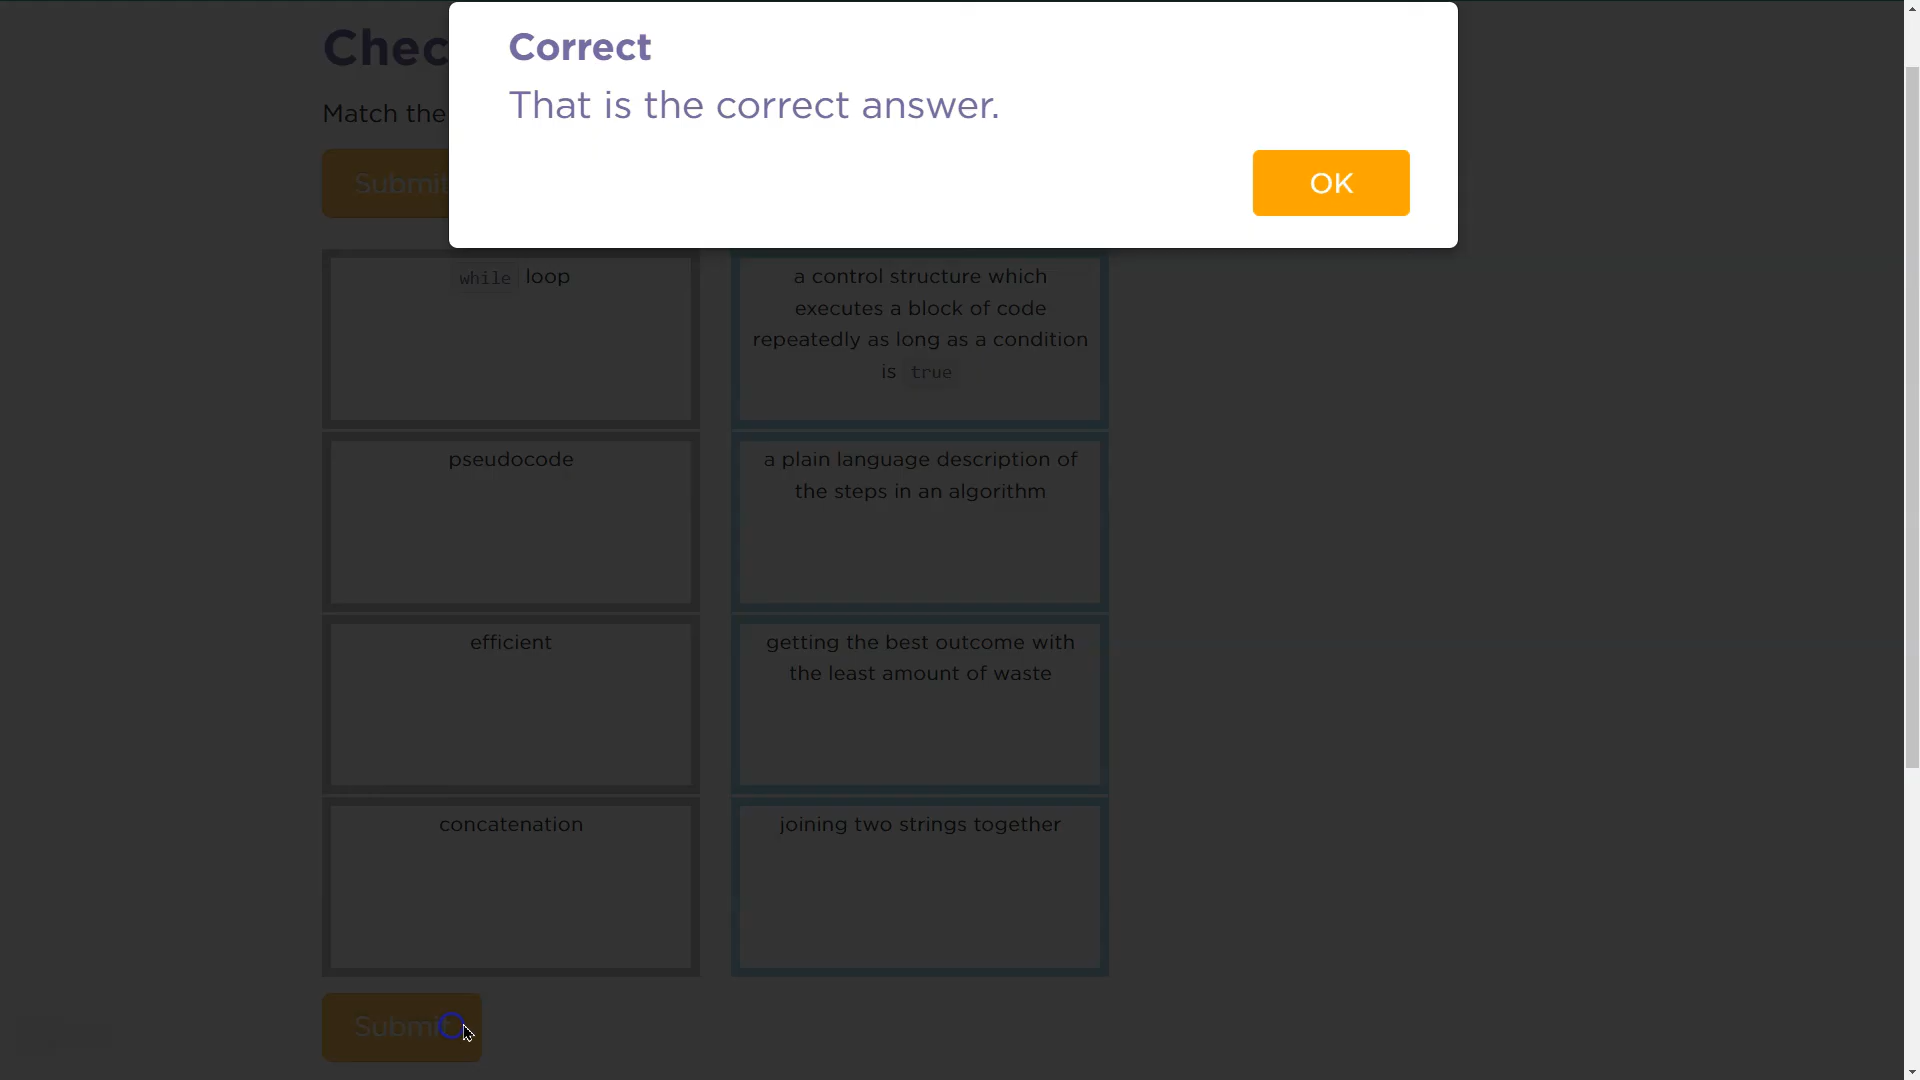 Chec
Correct
That is the correct answer.
Match the
Submit
OK
while loop
a control structure which
executes a block of code
repeatedly as long as a condition
is true
pseudocode
a plain language description of
the steps in an algorithm
efficient
getting the best outcome with
the least amount of waste
concatenation
joining two strings together
Submit